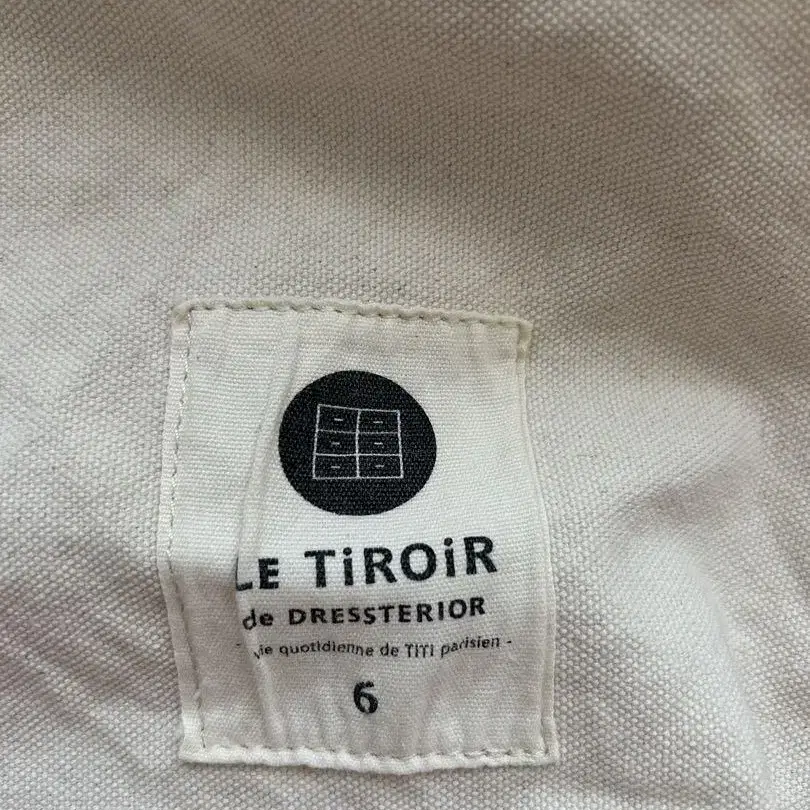 LE TiROiR
de DRESSTERIOR
- vie quotidienne de TITI parisien -
6